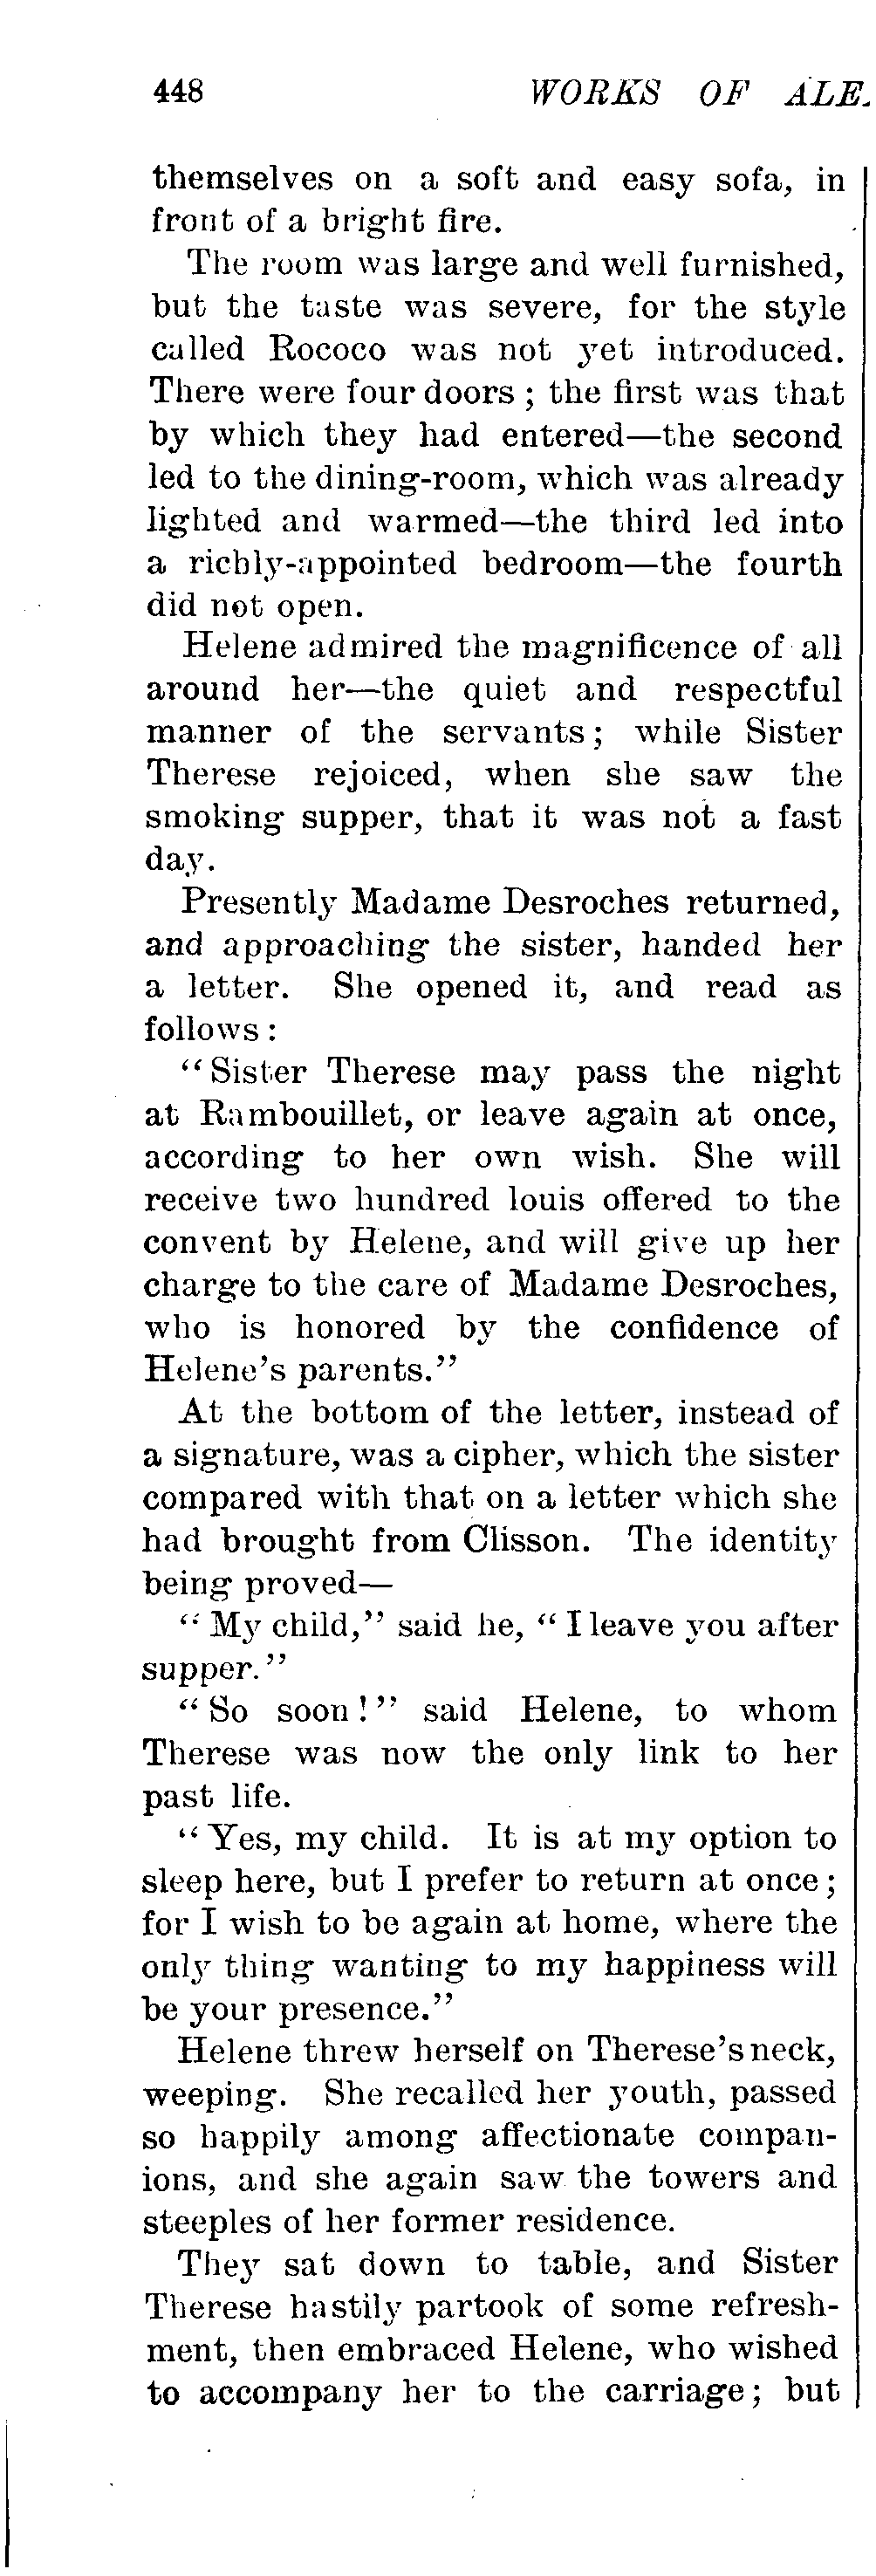 448 WORKS OF ALE
themselves on a soft and easy sofa, in
front of a bright fire.
The room was large and well furnished,
but the taste was severe, for the style
called Rococo was not yet introduced.
There were four doors ; the first was that
by which they had entered—the second
led to the dining-room, which was already
lighted and warmed—the third led into
a richly-appointed bedroom—the fourth
did not open.
Helene admired the magnificence of all
around her—the quiet and respectful
manner of the servants; while Sister
Therese rejoiced, when she saw the
smoking supper, that it was not a fast
day.
Presently Madame Desroches returned,
and approaching the sister, handed her
a letter. She opened it, and read as
follows :
"Sister Therese may pass the night
at Rambouillet, or leave again at once,
according to her own wish. She will
receive two hundred louis offered to the
convent by Helene, and will give up her
charge to the care of Madame Desroches,
who is honored by the confidence of
Helene's parents."
At the bottom of the letter, instead of
a signature, was a cipher, which the sister
compared with that on a letter which she
had brought from Clisson. The identity
being proved—
"My child," said he, "I leave you after
supper."
"So soon!" said Helene, to whom
Therese was now the only link to her
past life.
"Yes, my child. It is at my option to
sleep here, but I prefer to return at once;
for I wish to be again at home, where the
only thing wanting to my happiness will
be your presence."
Helene threw herself on Therese's neck,
weeping. She recalled her youth, passed
so happily among affectionate compan-
ions, and she again saw the towers and
steeples of her former residence.
They sat down to table, and Sister
Therese hastily partook of some refresh-
ment, then embraced Helene, who wished
to accompany her to the carriage; but